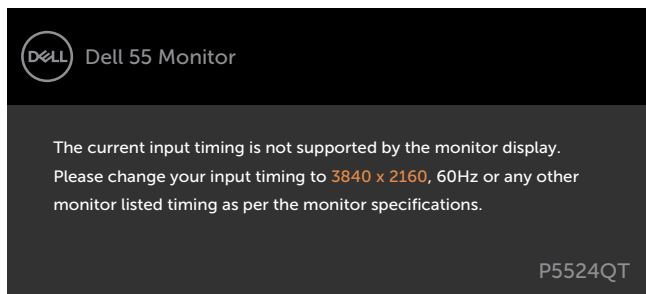 DELL
Dell 55 Monitor
The current input timing is not supported by the monitor display.
Please change your input timing to 3840 x 2160, 60Hz or any other
monitor listed timing as per the monitor specifications.
P5524QT